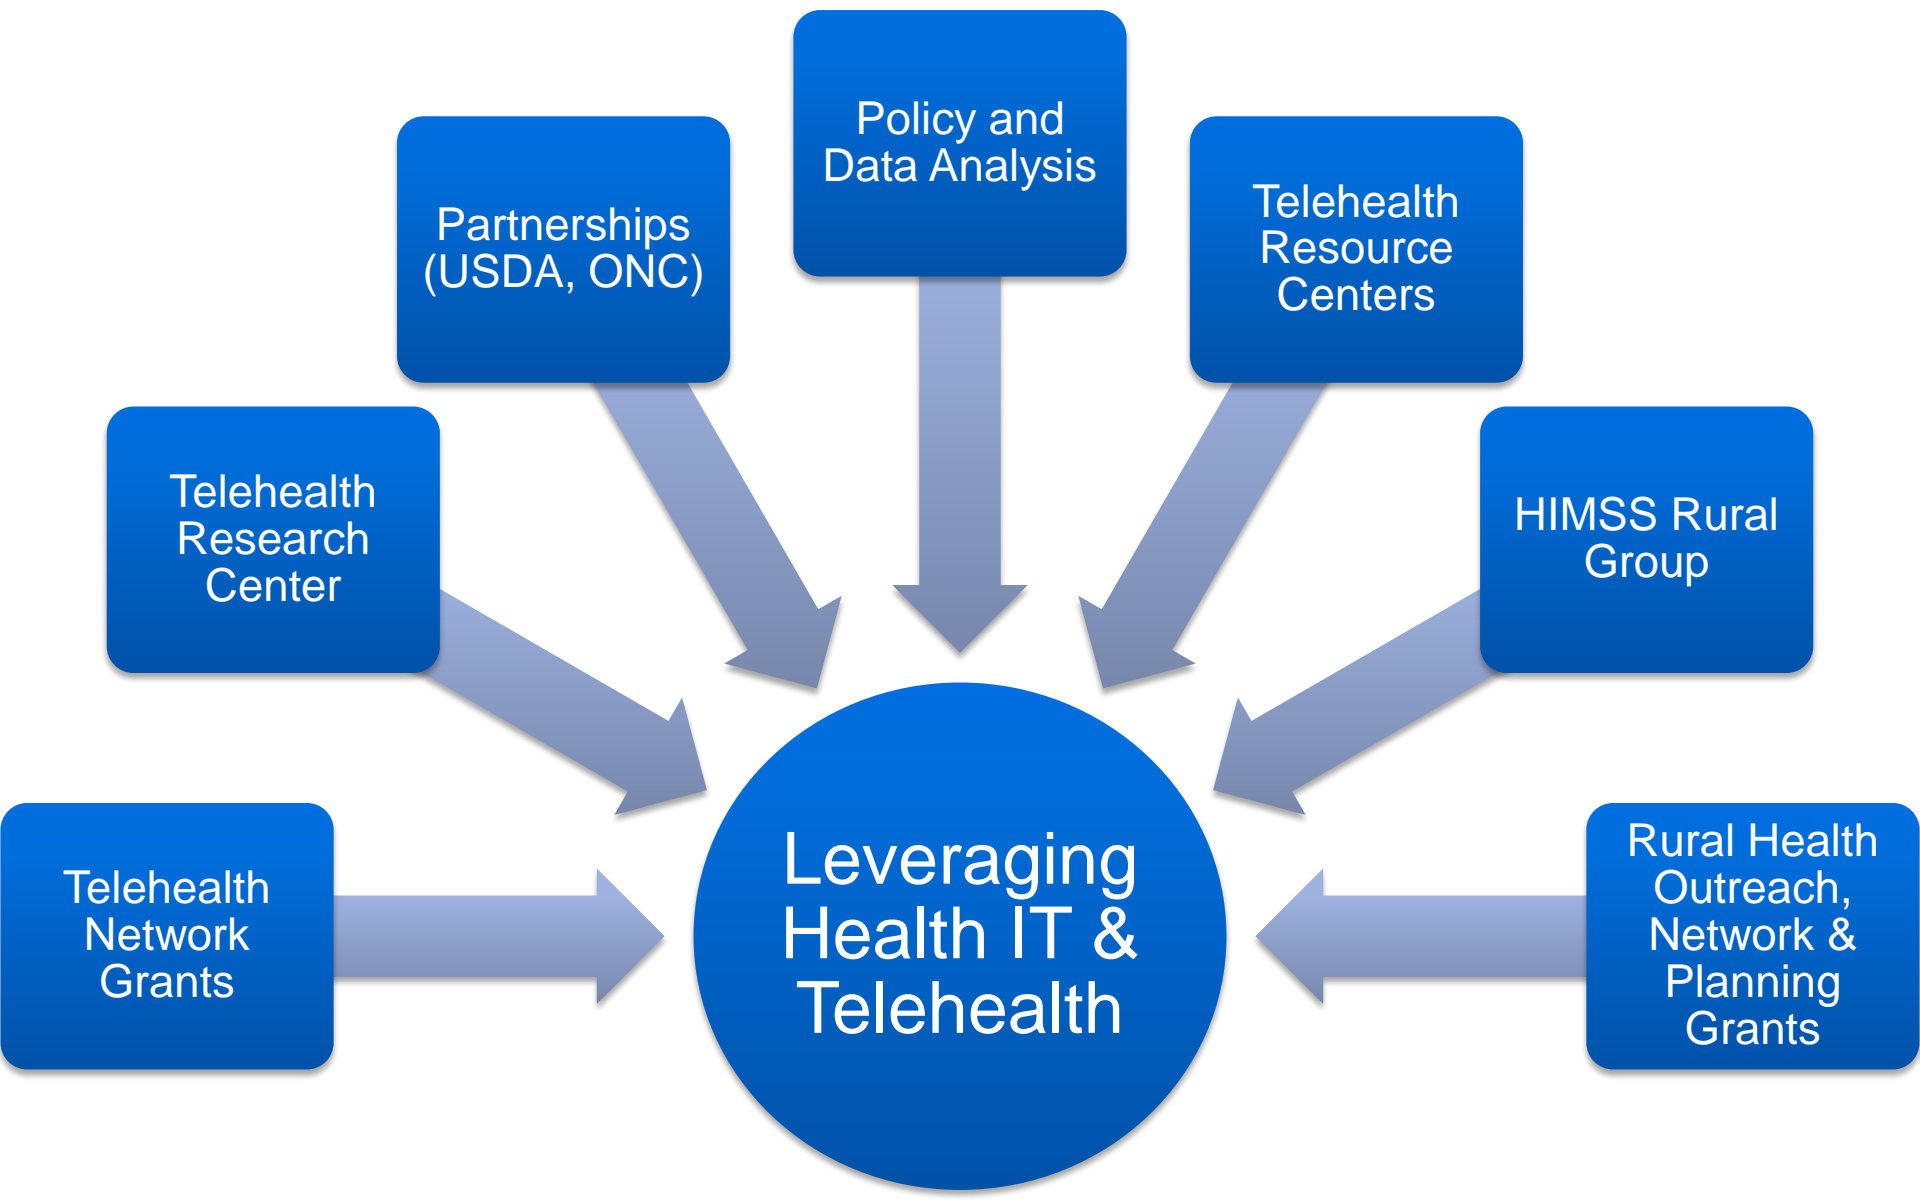 Policy and
Data Analysis
Partnerships
(USDA, ONC)
Telehealth
Resource
Centers
Telehealth
Research
Center
HIMSS Rural
Group
Telehealth
Network
Grants
Leveraging
Health IT &
Telehealth
Rural Health
Outreach,
Network &
Planning
Grants